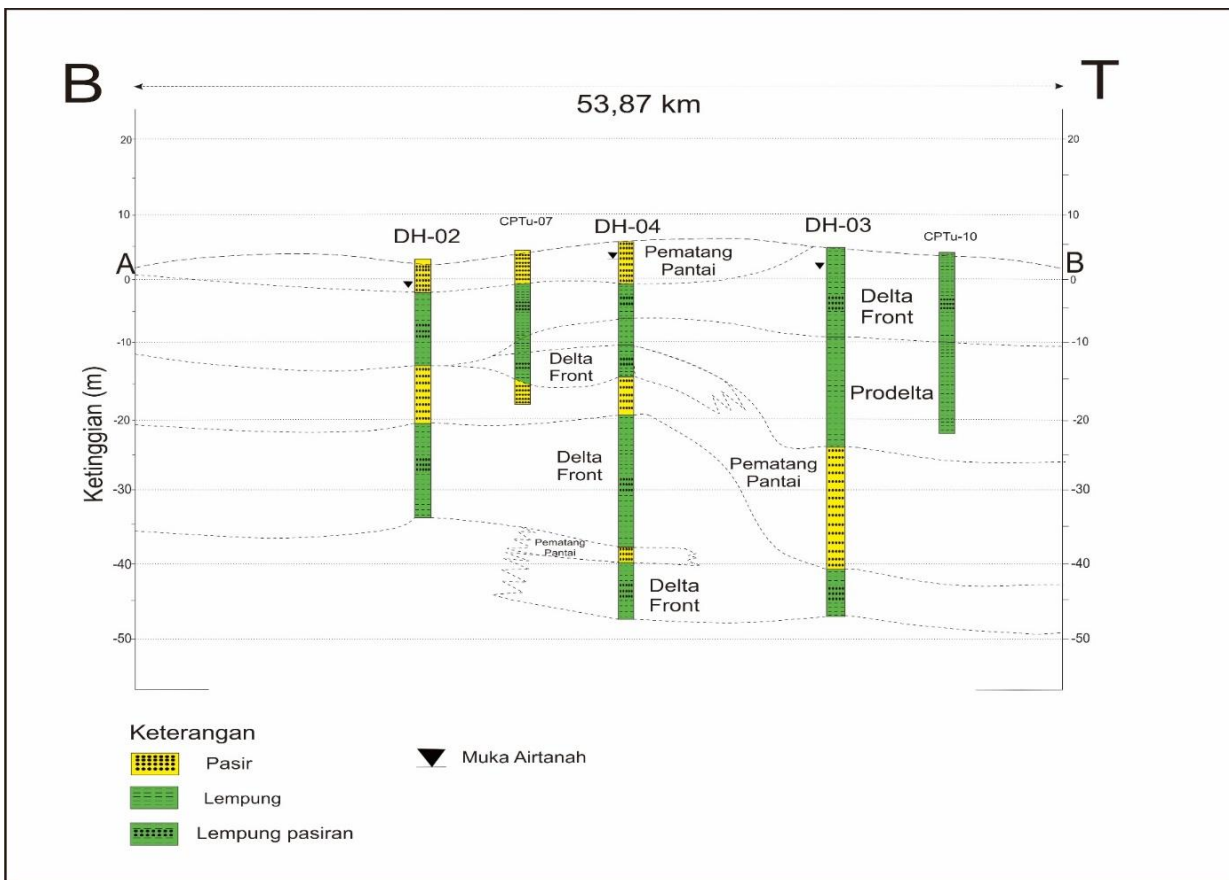 B
T
53,87 km
20
20
10
10
CPTu-07
DH-02
DH-04
DH-03
CPTu-10
Pematang
Pantai
A
B
0
0
Delta
Front
-10
-10
Delta
Front
Prodelta
-20
-20
Delta
Front
Pematang
Pantai
-30
-30
Pematang
Pantai
-40
-40
Delta
Front
-50
-50
Ketinggian (m)
Keterangan
Pasir
Muka Airtanah
Lempung
Lempung pasiran